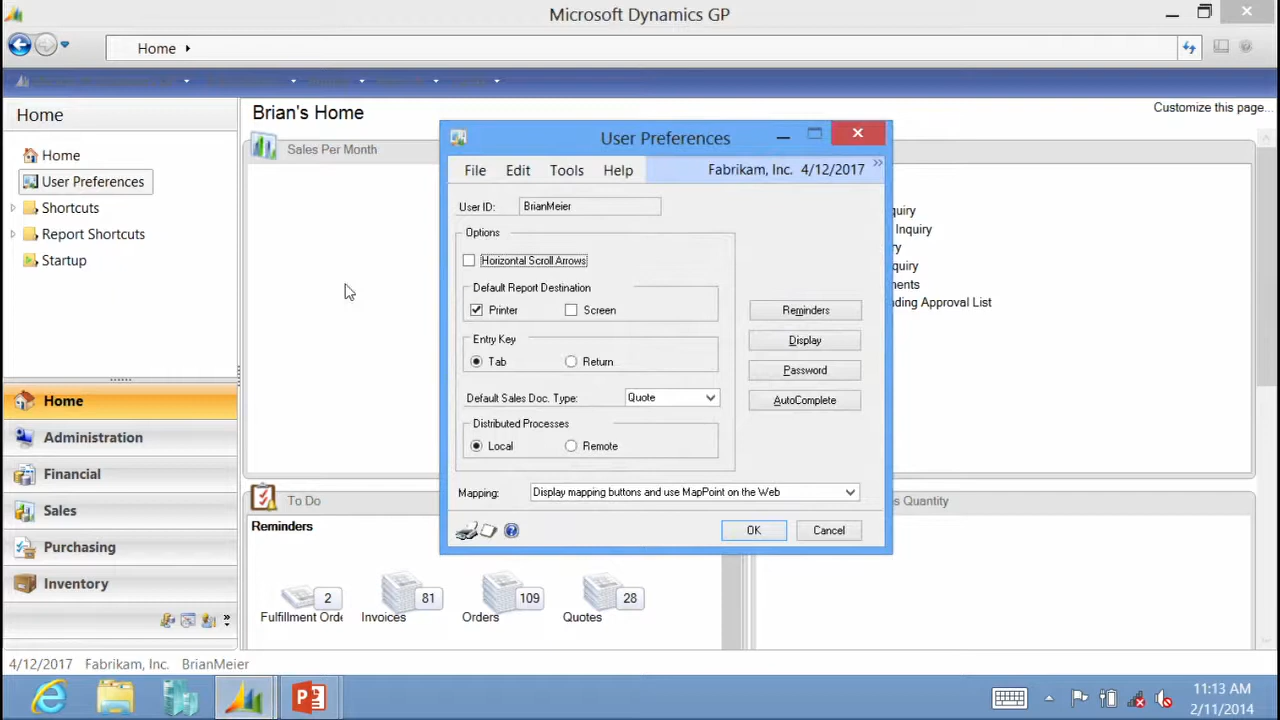 Microsoft Dynamics GP
Home
Home
Brian's Home
Customize this page...
Home
User Preferences
Shortcuts
Report Shortcuts
Startup
Sales Per Month
User Preferences
File Edit Tools Help Fabrikam, Inc. 4/12/2017
User ID: BrianMeier
Options
Horizontal Scroll Arrows
Default Report Destination
Printer Screen
Entry Key
Tab Return
Default Sales Doc. Type: Quote
Distributed Processes
Local Remote
Mapping: Display mapping buttons and use MapPoint on the Web
Reminders
Display
Password
AutoComplete
OK Cancel
Inquiry
ding Approval List
Home
Administration
Financial
Sales
Purchasing
Inventory
To Do
Reminders
2 81 109 28
Fulfillment Orde Invoices Orders Quotes
s Quantity
4/12/2017 Fabrikam, Inc. BrianMeier
11:13 AM
2/11/2014